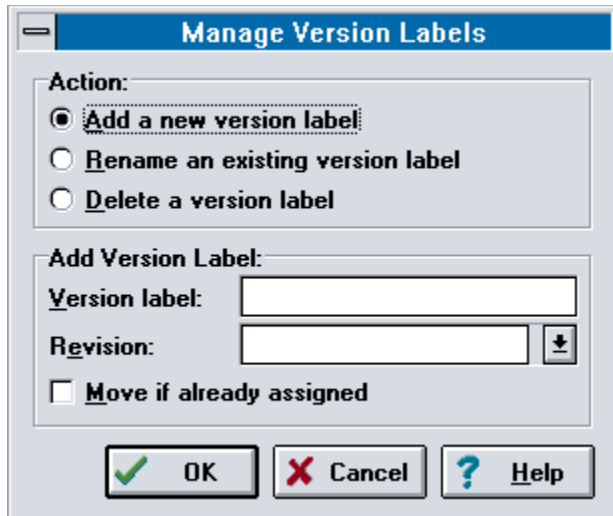 Manage Version Labels
Action:
Add a new version label
Rename an existing version label
Delete a version label
Add Version Label:
Version label:
Revision:
Move if already assigned
OK Cancel Help